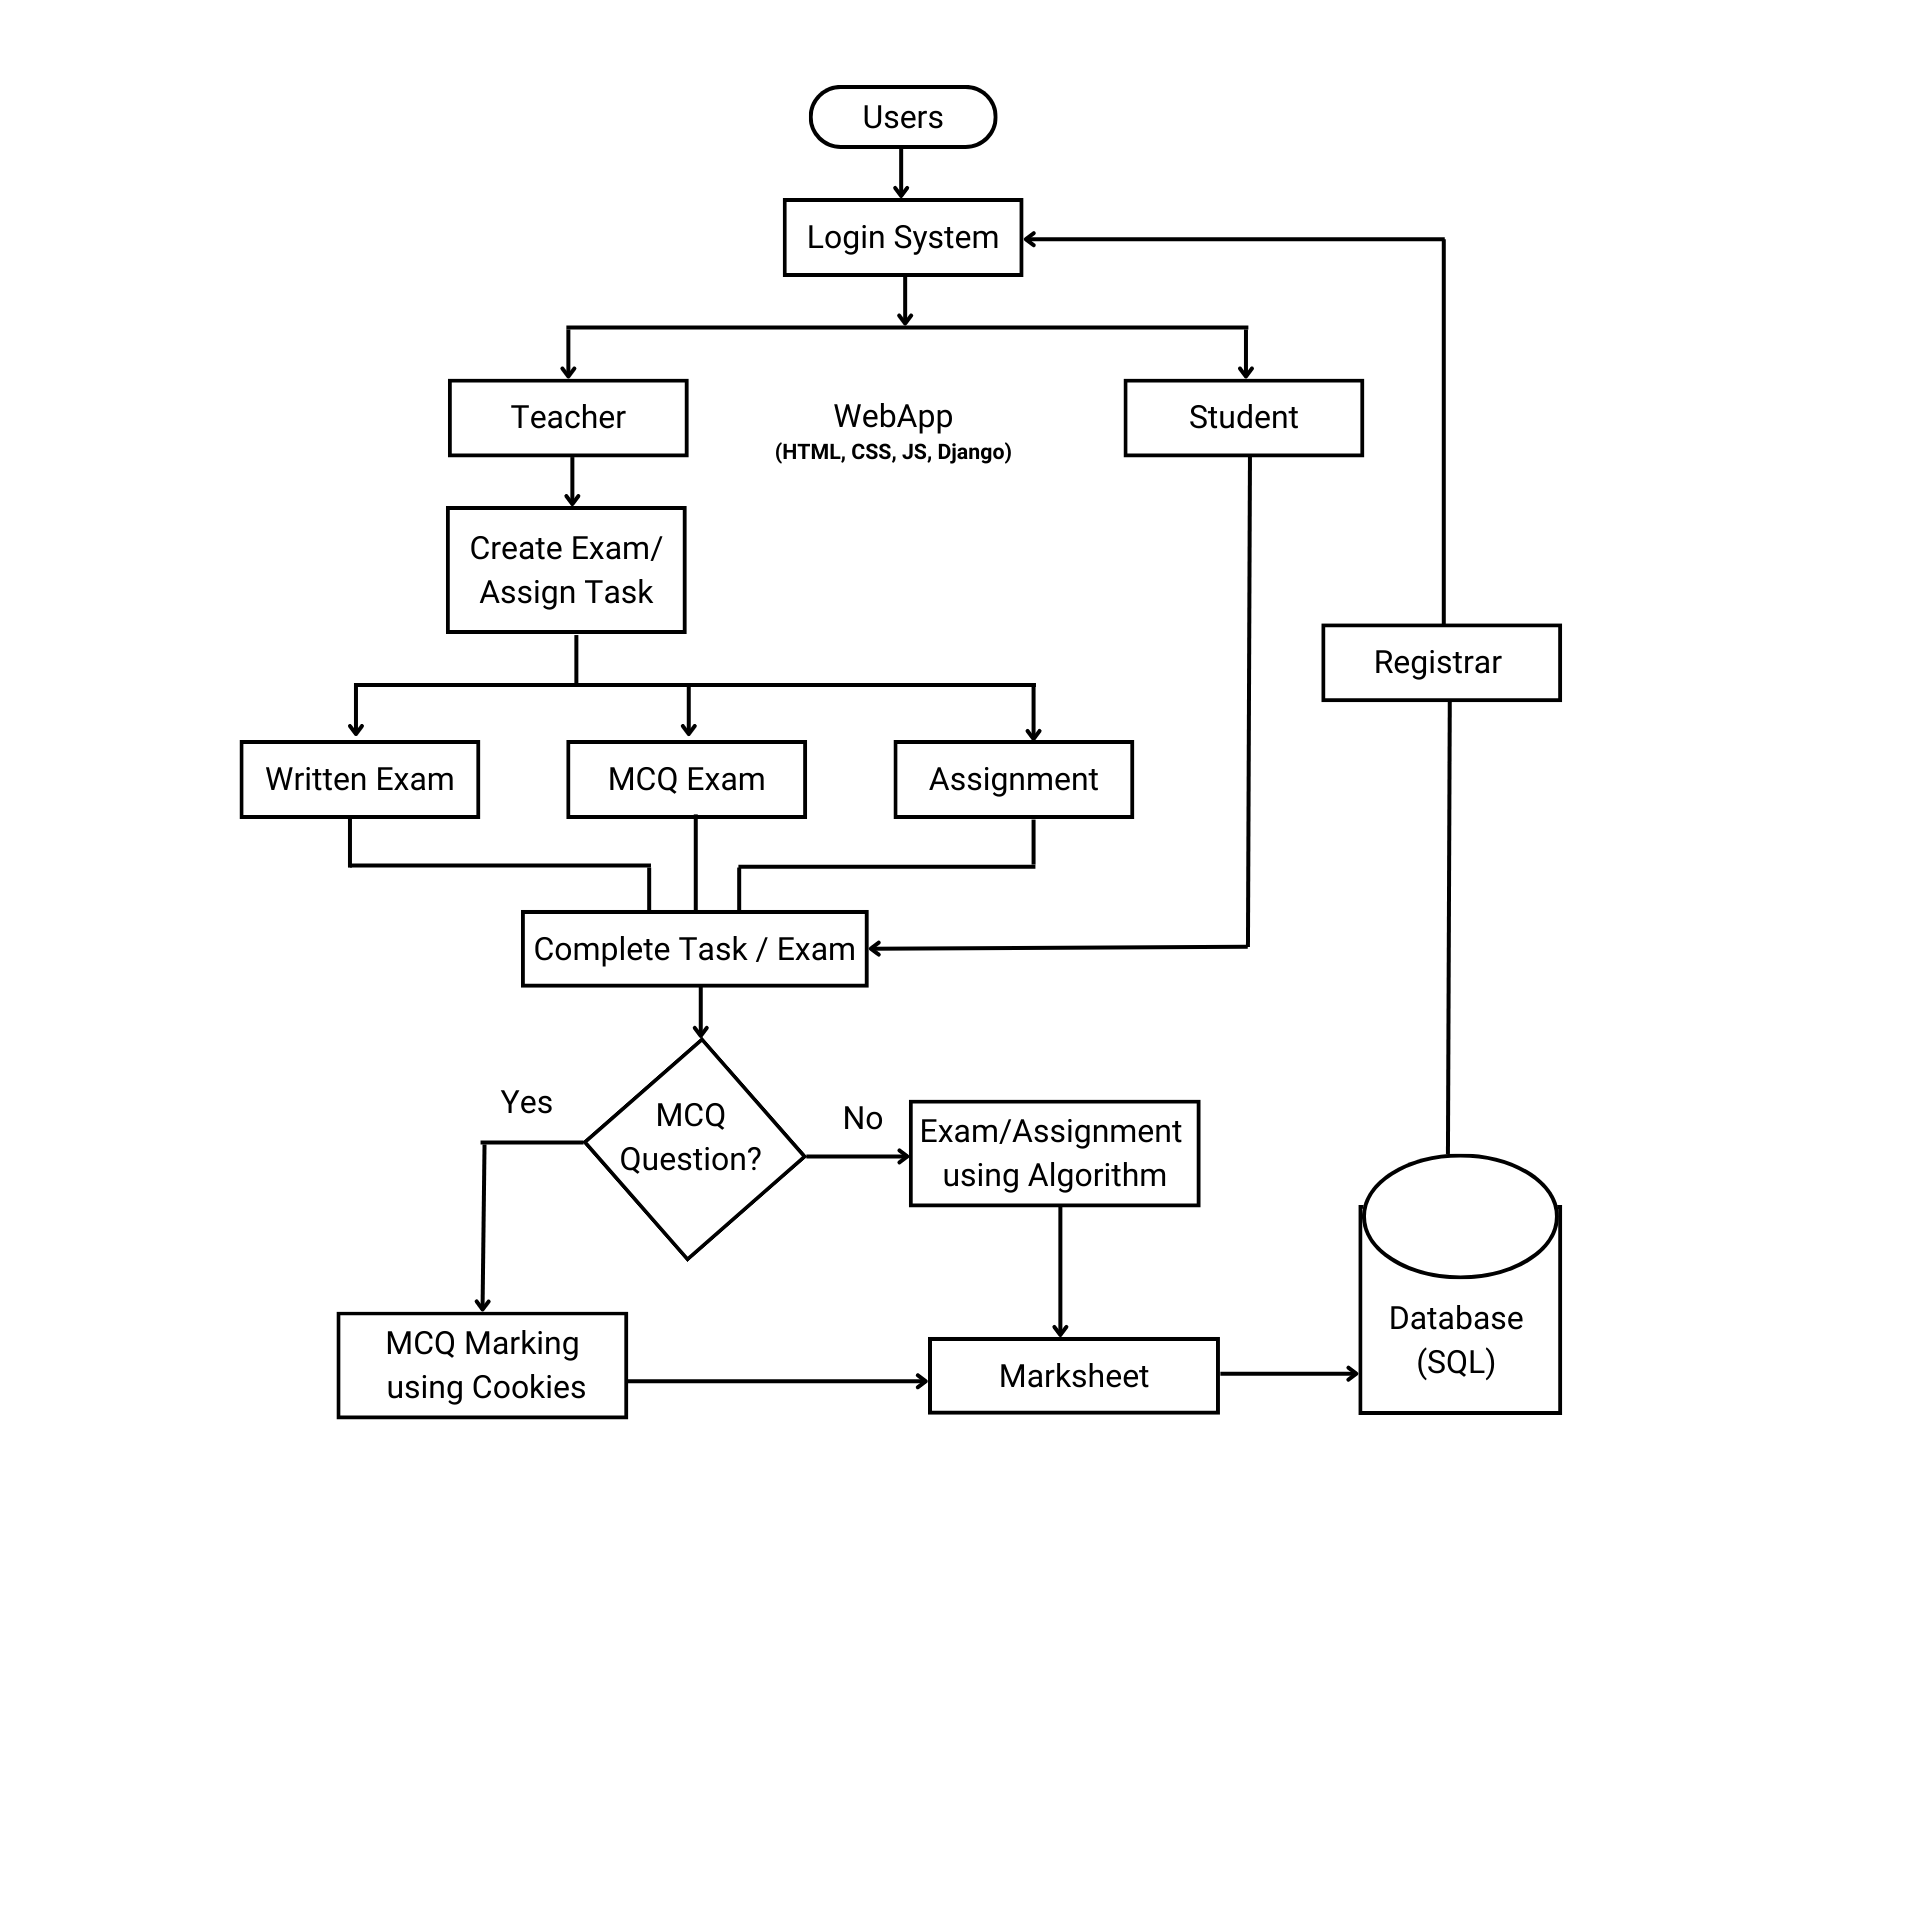 Users
Login System
Teacher
WebApp
(HTML, CSS, JS, Django)
Student
Create Exam/
Assign Task
Registrar
Written Exam
MCQ Exam
Assignment
Complete Task / Exam
Yes
MCQ
Question?
No
Exam/Assignment
using Algorithm
MCQ Marking
using Cookies
Marksheet
Database
(SQL)